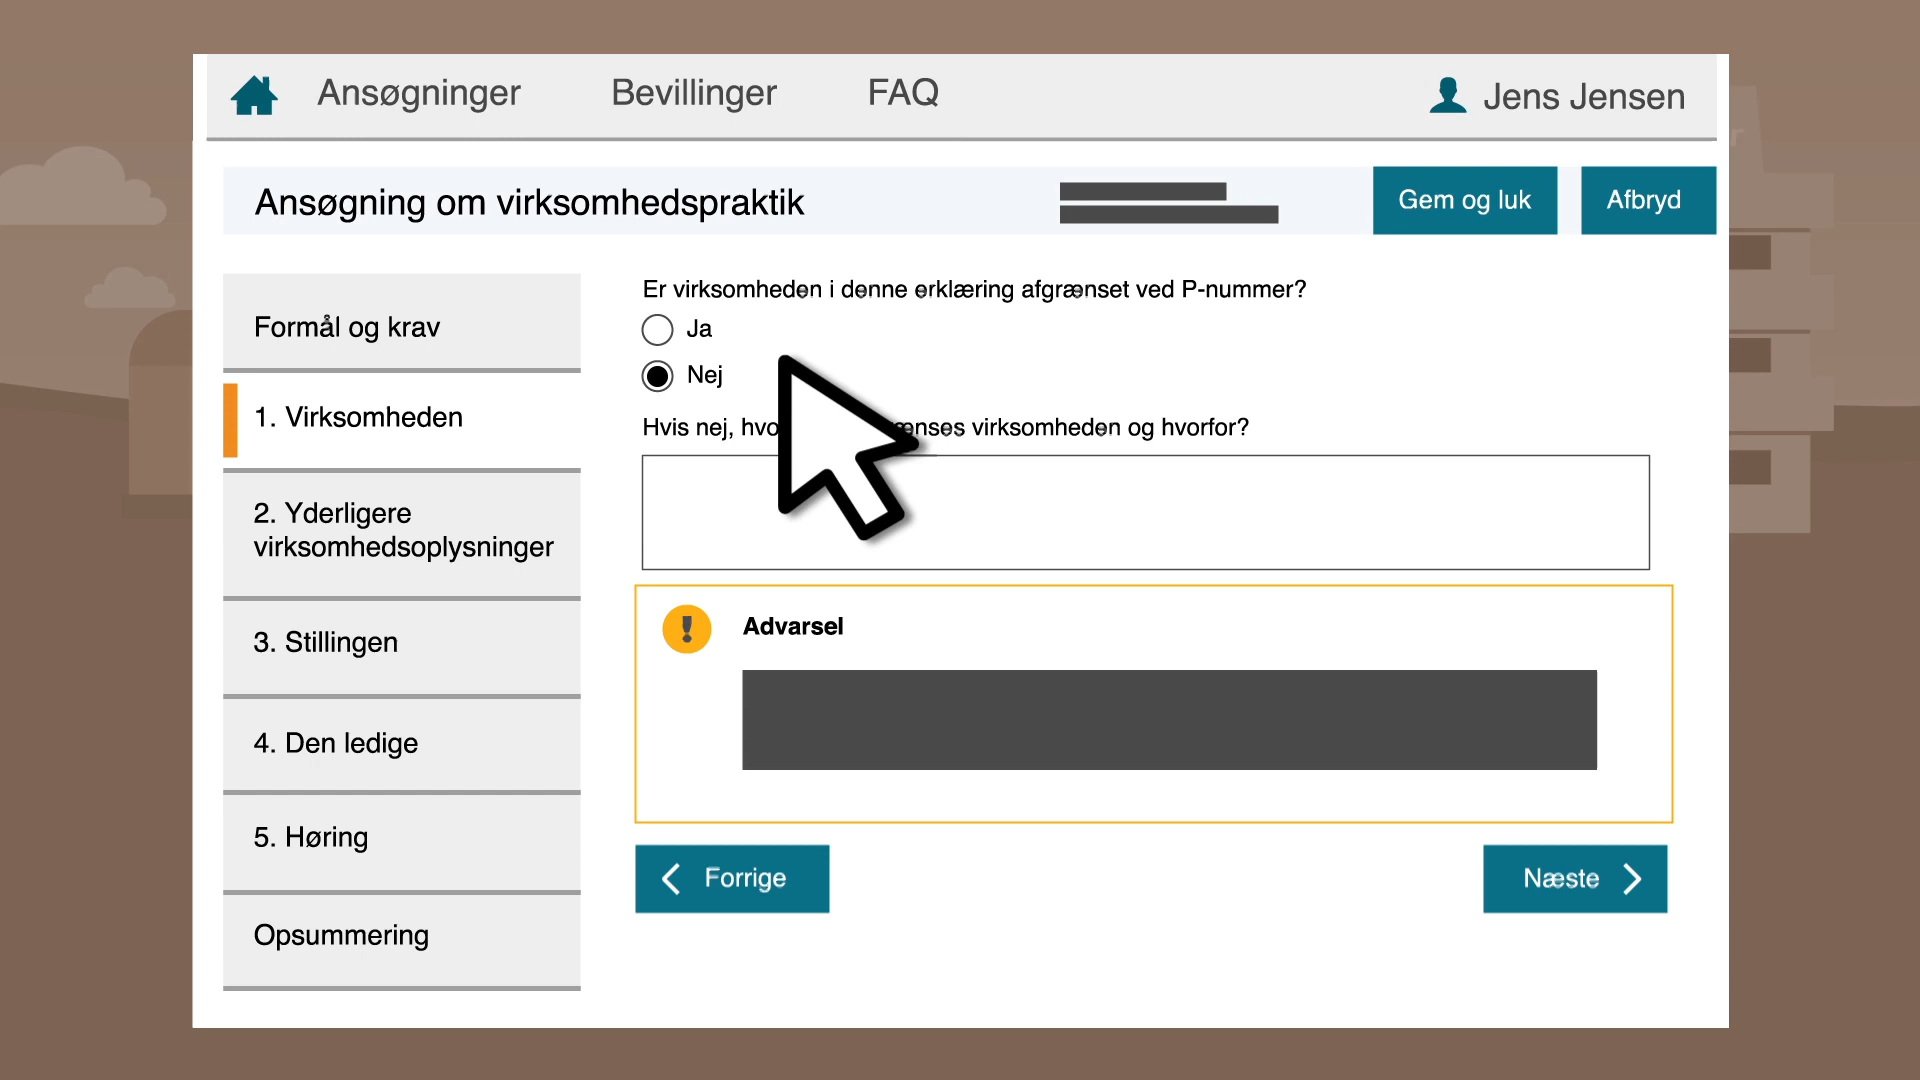 Ansøgninger
Bevillinger
FAQ
Jens Jensen
Ansøgning om virksomhedspraktik
Gem og luk
Afbryd
Formål og krav
1. Virksomheden
2. Yderligere
virksomhedsoplysninger
3. Stillingen
4. Den ledige
5. Høring
Opsummering
Er virksomheden i denne erklæring afgrænset ved P-nummer?
Ja
Nej
Hvis nej, virksomheden og hvorfor?
Advarsel
Forrige
Næste